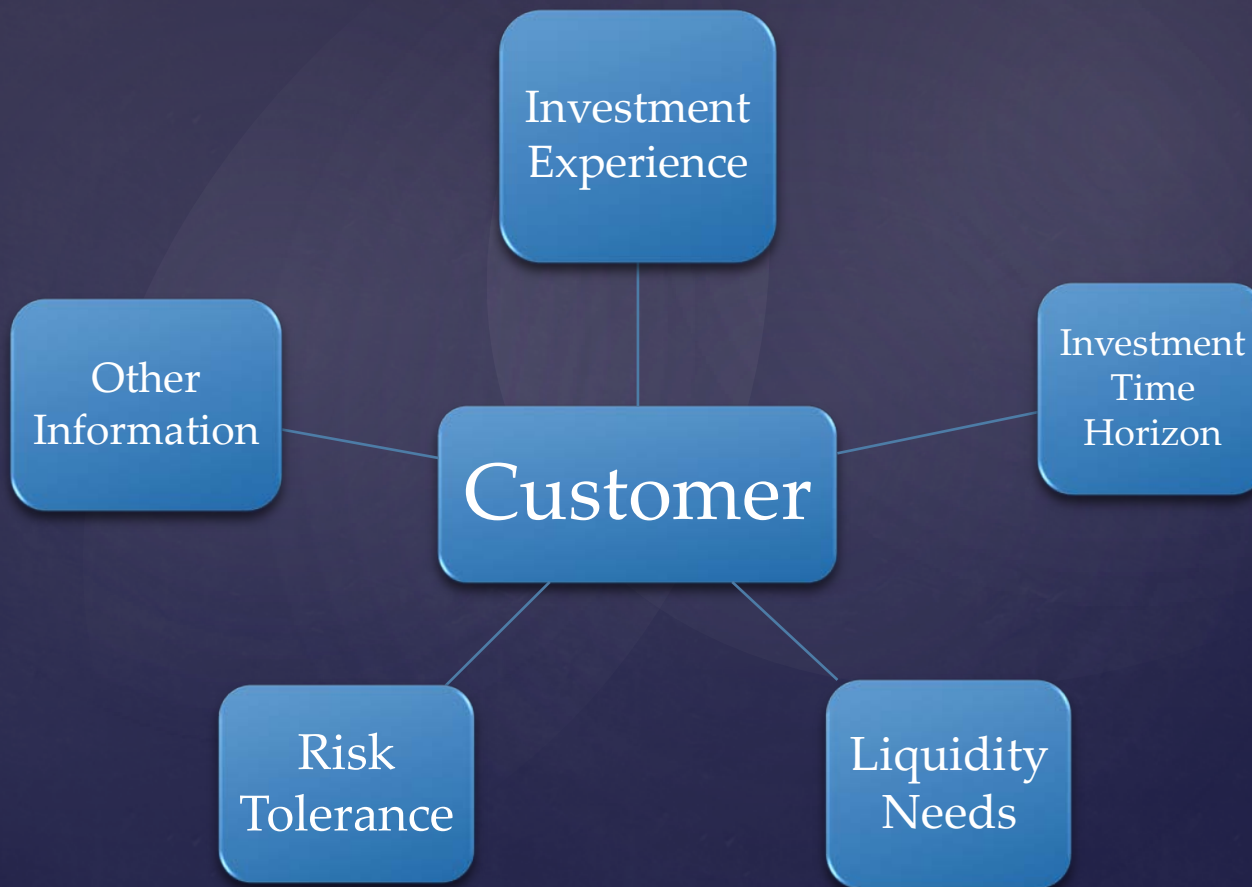 Investment
Experience
Other
Information
Customer
Investment
Time
Horizon
Risk
Tolerance
Liquidity
Needs